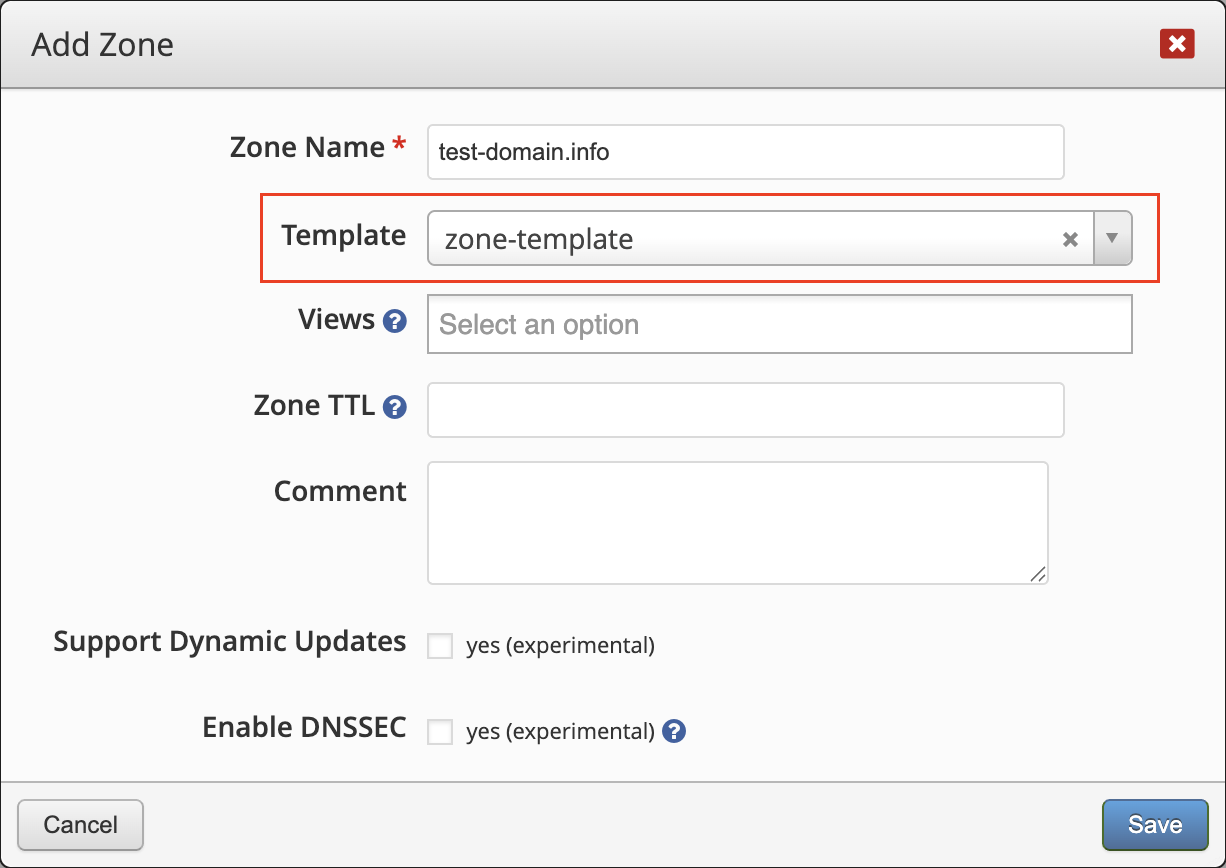 Add Zone
Zone Name *
test-domain.info
Template
zone-template
Views
Select an option
Zone TTL
Comment
Support Dynamic Updates
yes (experimental)
Enable DNSSEC
yes (experimental)
Cancel
Save